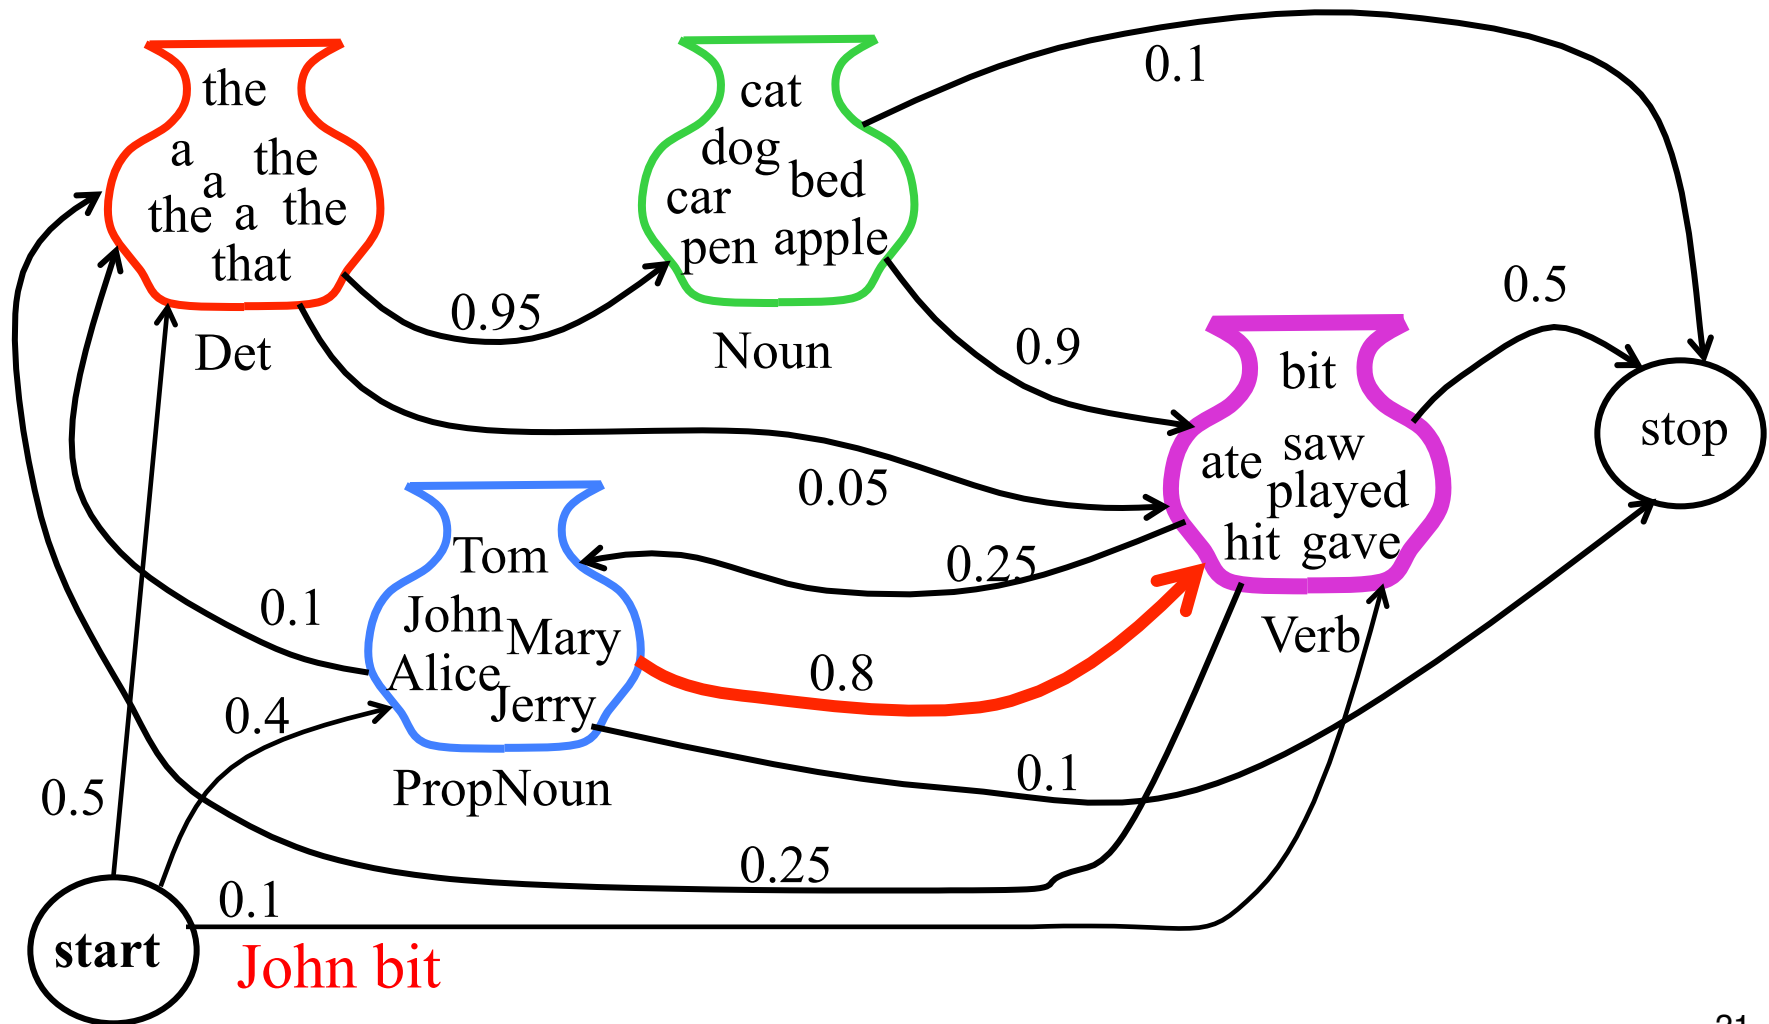 the
a
the
a
the a the
that
Det
cat
dog
bed
car
pen apple
Noun
0.1
0.95
0.9
0.5
bit
saw
ate
played
hit gave
Verb
stop
0.05
0.25
Tom
John
Mary
Alice
Jerry
PropNoun
0.1
0.8
0.4
0.1
0.5
0.25
0.1
start
John bit